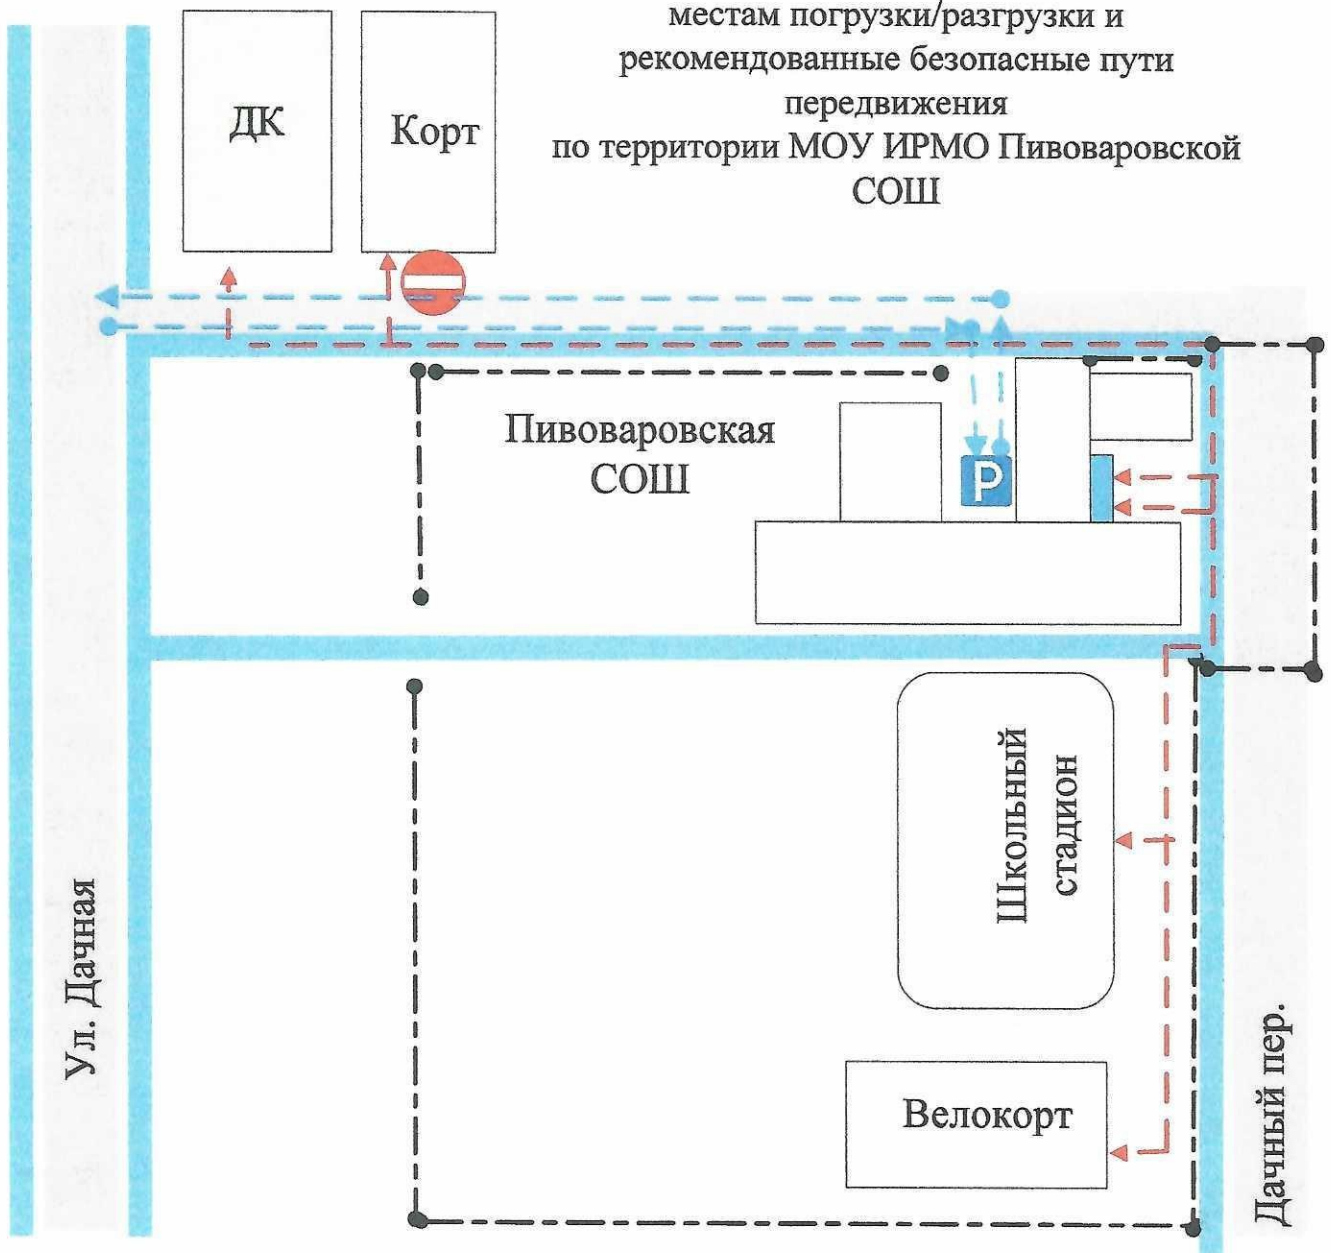 местам погрузки/разгрузки и
рекомендованные безопасные пути
передвижения
по территории МОУ ИРМО Пивоваровской
СОШ
ДК
Корт
Пивоваровская
СОШ
P
Школьный
стадион
Ул. Дачная
Велокорт
Дачный пер.